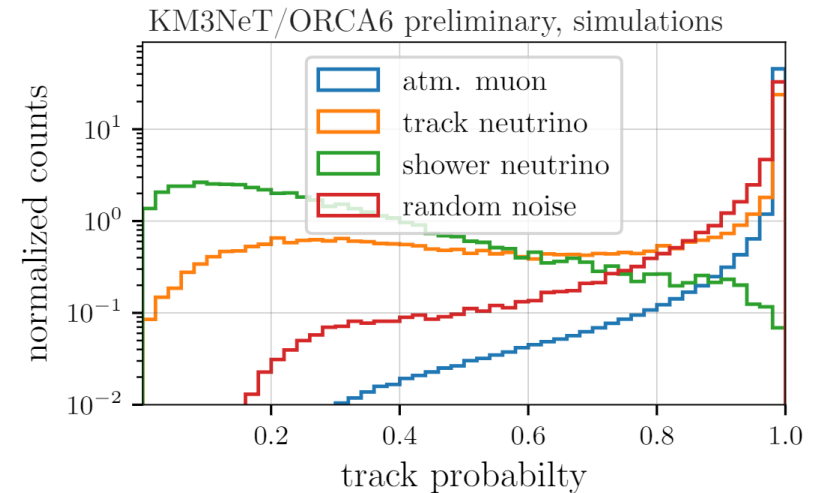 KM3NeT/ORCA6 preliminary, simulations
normalized counts
10^1
10^0
10^−1
10^−2
atm. muon
track neutrino
shower neutrino
random noise
0.2 0.4 0.6 0.8 1.0
track probabilty